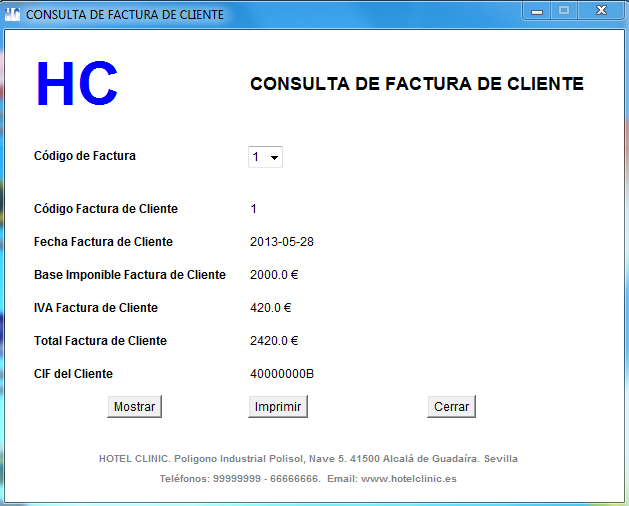 CONSULTA DE FACTURA DE CLIENTE
HC
CONSULTA DE FACTURA DE CLIENTE
Código de Factura 1
Código Factura de Cliente 1
Fecha Factura de Cliente 2013-05-28
Base Imponible Factura de Cliente 2000.0 €
IVA Factura de Cliente 420.0 €
Total Factura de Cliente 2420.0 €
CIF del Cliente 40000000B
Mostrar Imprimir Cerrar
HOTEL CLINIC. Poligono Industrial Polisol, Nave 5. 41500 Alcalá de Guadaíra. Sevilla
Teléfonos: 99999999 - 66666666. Email: www.hotelclinic.es